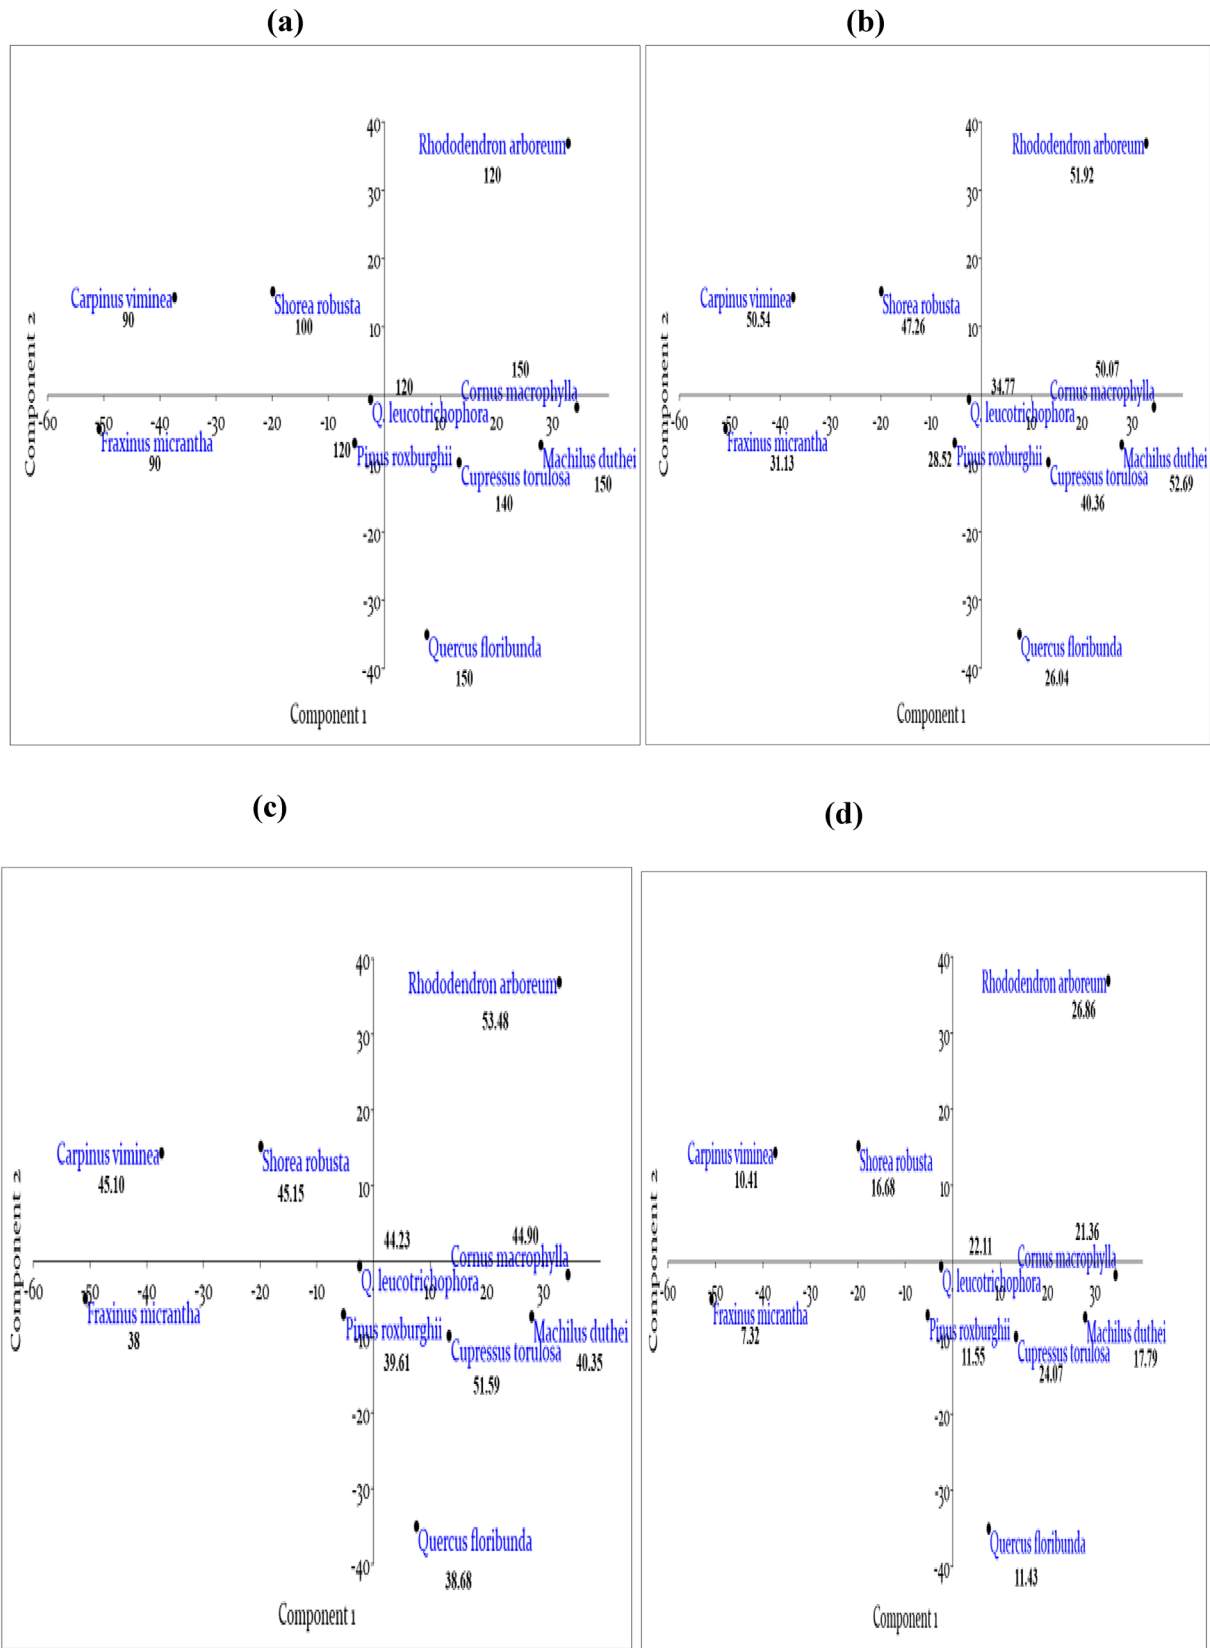 (a)
40
Rhododendron arboreum
120
30
20
Carpinus viminea
90
Shorea robusta
100
10
150
120
Cornus macrophylla
Component 2
-60 -50 -40 -30 -20 -10 10 20 30
Q. leucotrichophora
Fraxinus micrantha
90
120
Pinus roxburghii
-10
Machilus duthei
150
Cupressus torulosa
140
-20
-30
Quercus floribunda
150
-40
Component 1
(b)
40
Rhododendron arboreum
51.92
30
20
Carpinus viminea
50.54
Shorea robusta
47.26
10
50.07
34.77
Cornus macrophylla
Component 2
-60 -50 -40 -30 -20 -10 10 20 30
Q. leucotrichophora
Fraxinus micrantha
31.13
28.52
Pinus roxburghii
-10
Machilus duthei
52.69
Cupressus torulosa
40.36
-20
-30
Quercus floribunda
26.04
-40
Component 1
(c)
40
Rhododendron arboreum
53.48
30
20
Carpinus viminea
45.10
Shorea robusta
45.15
10
44.90
44.23
Cornus macrophylla
Component 2
-60 -50 -40 -30 -20 -10 10 20 30
Q. leucotrichophora
Fraxinus micrantha
38
Pinus roxburghii
39.61
-10
Machilus duthei
40.35
Cupressus torulosa
51.59
-20
-30
Quercus floribunda
38.68
-40
Component 1
(d)
40
Rhododendron arboreum
26.86
30
20
Carpinus viminea
10.41
Shorea robusta
16.68
10
21.36
22.11
Cornus macrophylla
Component 2
-60 -50 -40 -30 -20 -10 10 20 30
Q. leucotrichophora
Fraxinus micrantha
7.32
Pinus roxburghii
11.55
-10
Machilus duthei
17.79
Cupressus torulosa
24.07
-20
-30
Quercus floribunda
11.43
-40
Component 1